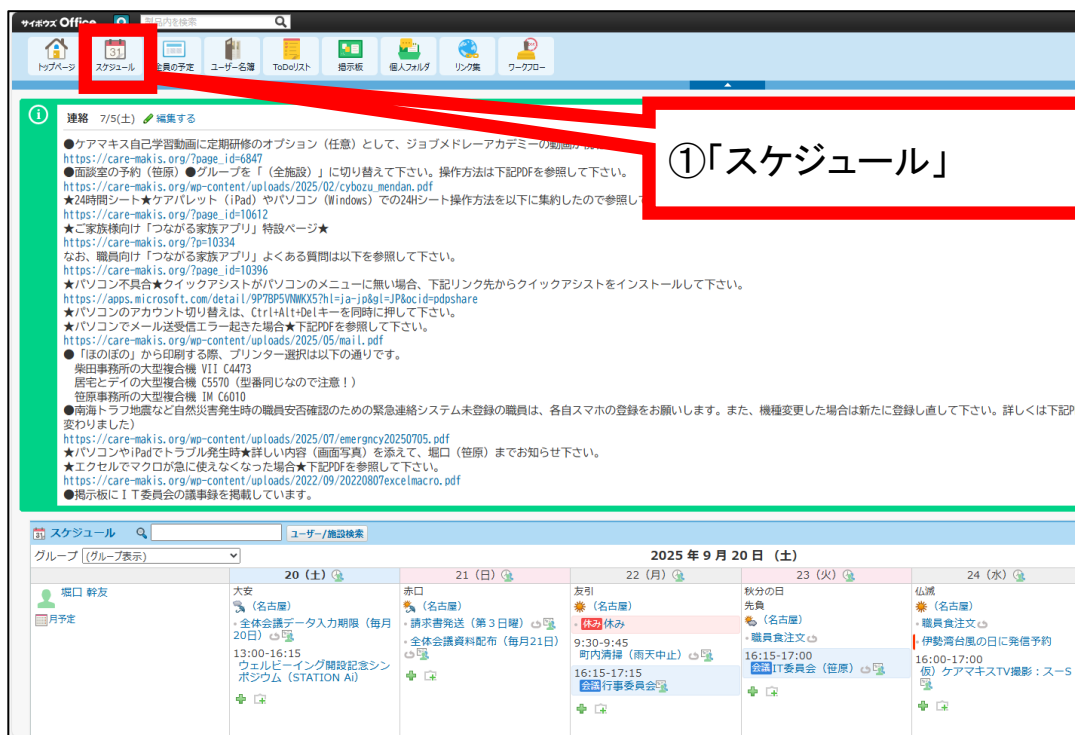 サイボウズ Office 製品内を検索
トップページ スケジュール 全員の予定 ユーザー名簿 ToDoリスト 掲示板 個人フォルダ リンク集 ワークフロー
①「スケジュール」
連絡 7/5(土) 編集する
●ケアマキス自己学習動画に定期研修のオプション（任意）として、ジョブメドレーアカデミーの動画が
https://care-makis.org/?page_id=6847
●面談室の予約（笹原）●グループを「（全施設）」に切り替えて下さい。操作方法は下記PDFを参照して下さい。
https://care-makis.org/wp-content/uploads/2025/02/cybozu_mendan.pdf
★24時間シート★ケアパレット（iPad）やパソコン（Windows）での24Hシート操作方法を以下に集約したので参照して
https://care-makis.org/?page_id=10612
★ご家族様向け「つながる家族アプリ」特設ページ★
https://care-makis.org/?p=10334
なお、職員向け「つながる家族アプリ」よくある質問は以下を参照して下さい。
https://care-makis.org/?page_id=10396
★パソコン不具合★クイックアシストがパソコンのメニューに無い場合、下記リンク先からクイックアシストをインストールして下さい。
https://apps.microsoft.com/detail/9P7BP5VNWKX5?hl=ja-jp&gl=JP&ocid=pdpshare
★パソコンのアカウント切り替えは、Ctrl+Alt+Delキーを同時に押して下さい。
★パソコンでメール送受信エラー起きた場合★下記PDFを参照して下さい。
https://care-makis.org/wp-content/uploads/2025/05/mail.pdf
●「ほのぼの」から印刷する際、プリンター選択は以下の通りです。
柴田事務所の大型複合機 VII C4473
居宅とデイの大型複合機 C5570（型番同じなので注意！）
笹原事務所の大型複合機 IM C6010
●南海トラフ地震など自然災害発生時の職員安否確認のための緊急連絡システム未登録の職員は、各自スマホの登録をお願いします。また、機種変更した場合は新たに登録し直して下さい。詳しくは下記P
変わりました）
https://care-makis.org/wp-content/uploads/2025/07/emergncy20250705.pdf
★パソコンやiPadでトラブル発生時★詳しい内容（画面写真）を添えて、堀口（笹原）までお知らせ下さい。
★エクセルでマクロが急に使えなくなった場合★下記PDFを参照して下さい。
https://care-makis.org/wp-content/uploads/2022/09/20220807excelmacro.pdf
●掲示板にＩＴ委員会の議事録を掲載しています。
スケジュール ユーザー/施設検索
グループ (グループ表示) 2025 年 9 月 20 日 （土）
20（土） 21（日） 22（月） 23（火） 24（水）
堀口 幹友
月予定
大安
（名古屋）
全体会議データ入力期限（毎月
20日）
13:00-16:15
ウェルビーイング開設記念シン
ポジウム（STATION Ai）
赤口
（名古屋）
請求書発送（第３日曜）
全体会議資料配布（毎月21日）
友引
（名古屋）
休み 休み
9:30-9:45
町内清掃（雨天中止）
16:15-17:15
会議 行事委員会
秋分の日
先負
（名古屋）
職員食注文
16:15-17:00
会議 IT委員会（笹原）
仏滅
（名古屋）
職員食注文
伊勢湾台風の日に発信予約
16:00-17:00
仮）ケアマキスTV撮影：スーS